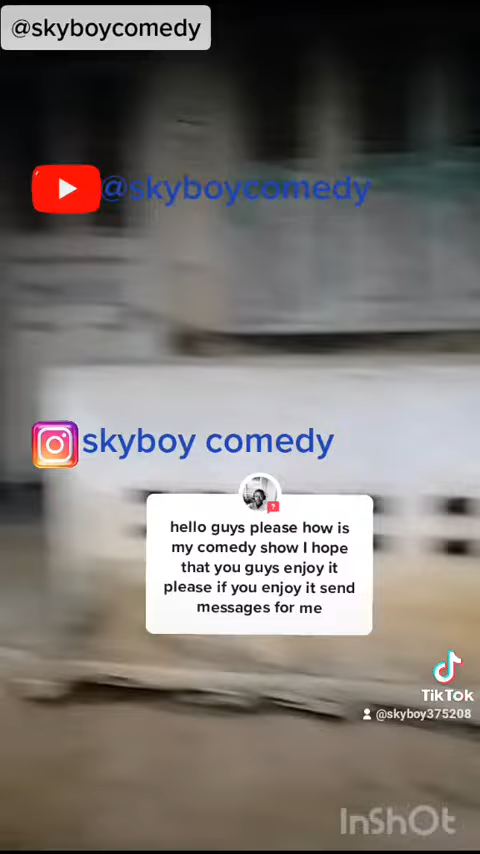 @skyboycomedy
@skyboycomedy
skyboy comedy
?
hello guys please how is
my comedy show I hope
that you guys enjoy it
please if you enjoy it send
messages for me
TikTok
@skyboy375208
InShOt